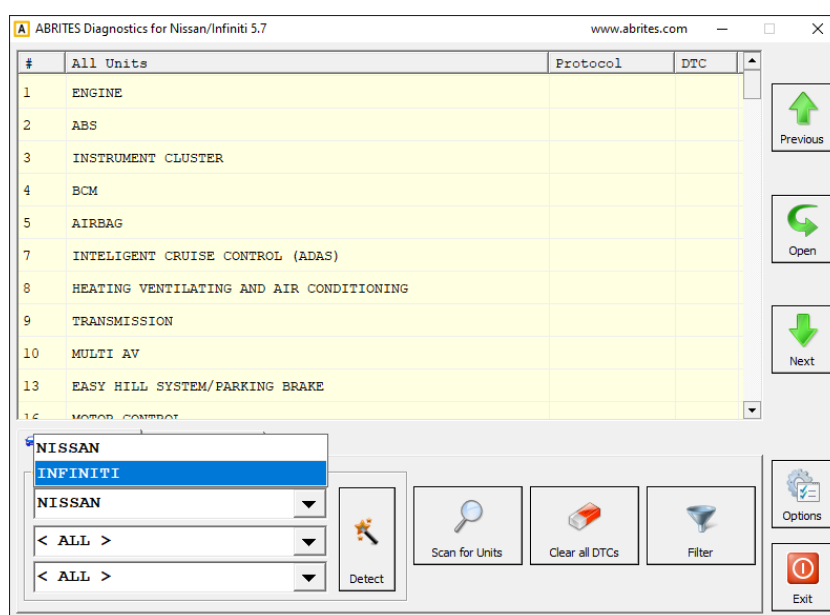 A ABRITES Diagnostics for Nissan/Infiniti 5.7 www.abrites.com
# All Units Protocol DTC
1 ENGINE
2 ABS
3 INSTRUMENT CLUSTER
4 BCM
5 AIRBAG
7 INTELIGENT CRUISE CONTROL (ADAS)
8 HEATING VENTILATING AND AIR CONDITIONING
9 TRANSMISSION
10 MULTI AV
13 EASY HILL SYSTEM/PARKING BRAKE
16 MOTOR CONTROL
Previous
Open
Next
NISSAN
INFINITI
NISSAN
< ALL >
< ALL >
Detect
Scan for Units
Clear all DTCs
Filter
Options
Exit